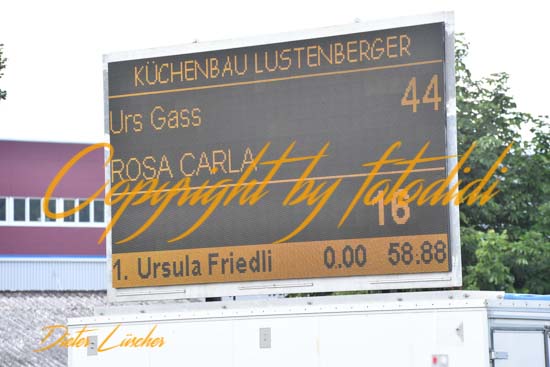 KÜCHENBAU LUSTENBERGER
44
Urs Gass
ROSA CARLA
Copyright by fotodidi
16
1. Ursula Friedli 0.00 58.88
Dieter Lüscher